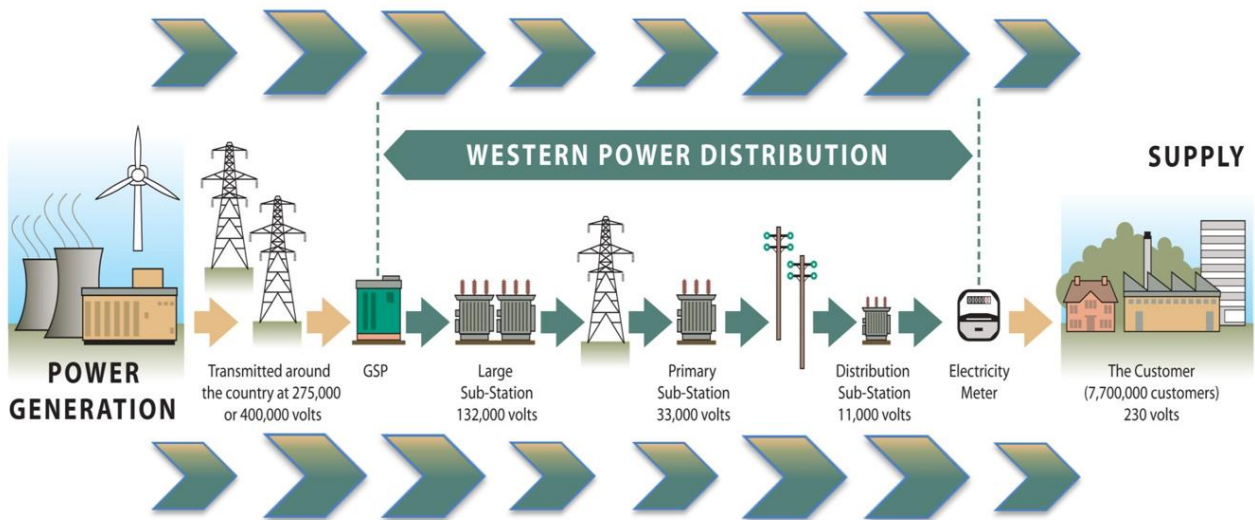 WESTERN POWER DISTRIBUTION
SUPPLY
POWER
GENERATION
Transmitted around
the country at 275,000
or 400,000 volts
GSP
Large
Sub-Station
132,000 volts
Primary
Sub-Station
33,000 volts
Distribution
Sub-Station
11,000 volts
Electricity
Meter
The Customer
(7,700,000 customers)
230 volts